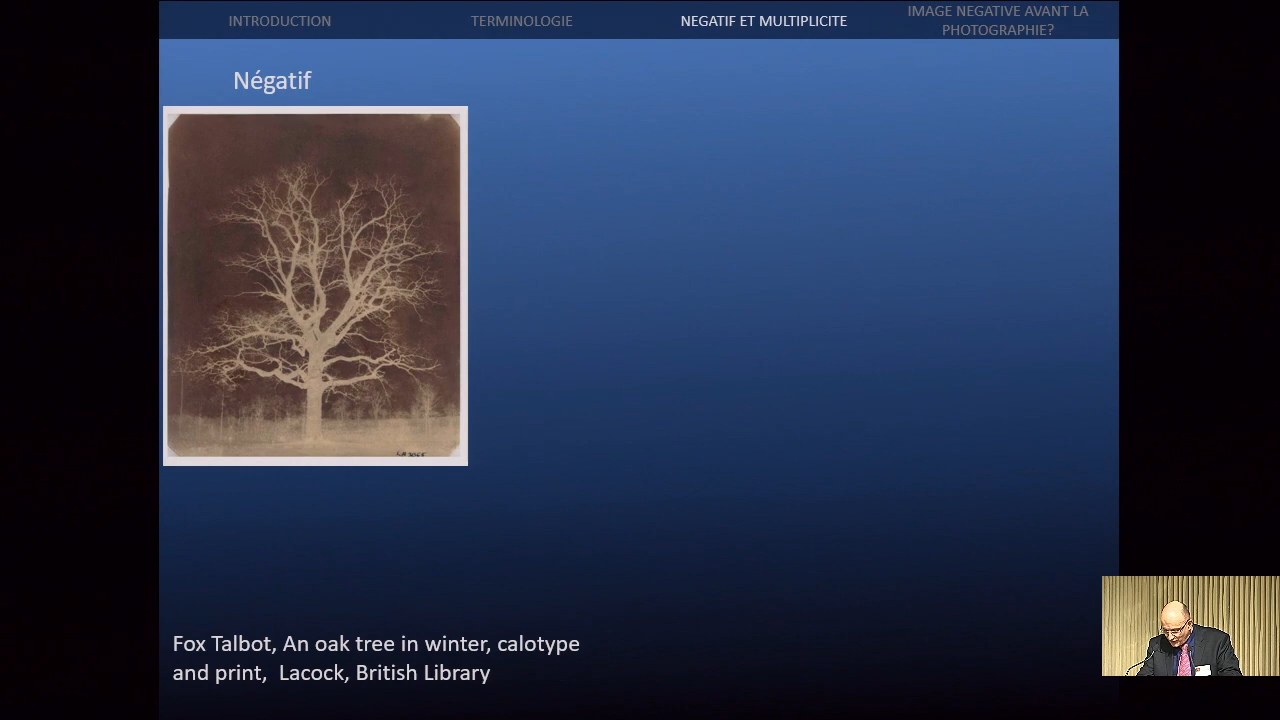 INTRODUCTION
TERMINOLOGIE
NEGATIF ET MULTIPLICITE
IMAGE NEGATIVE AVANT LA
PHOTOGRAPHIE?
Négatif
Fox Talbot, An oak tree in winter, calotype
and print, Lacock, British Library